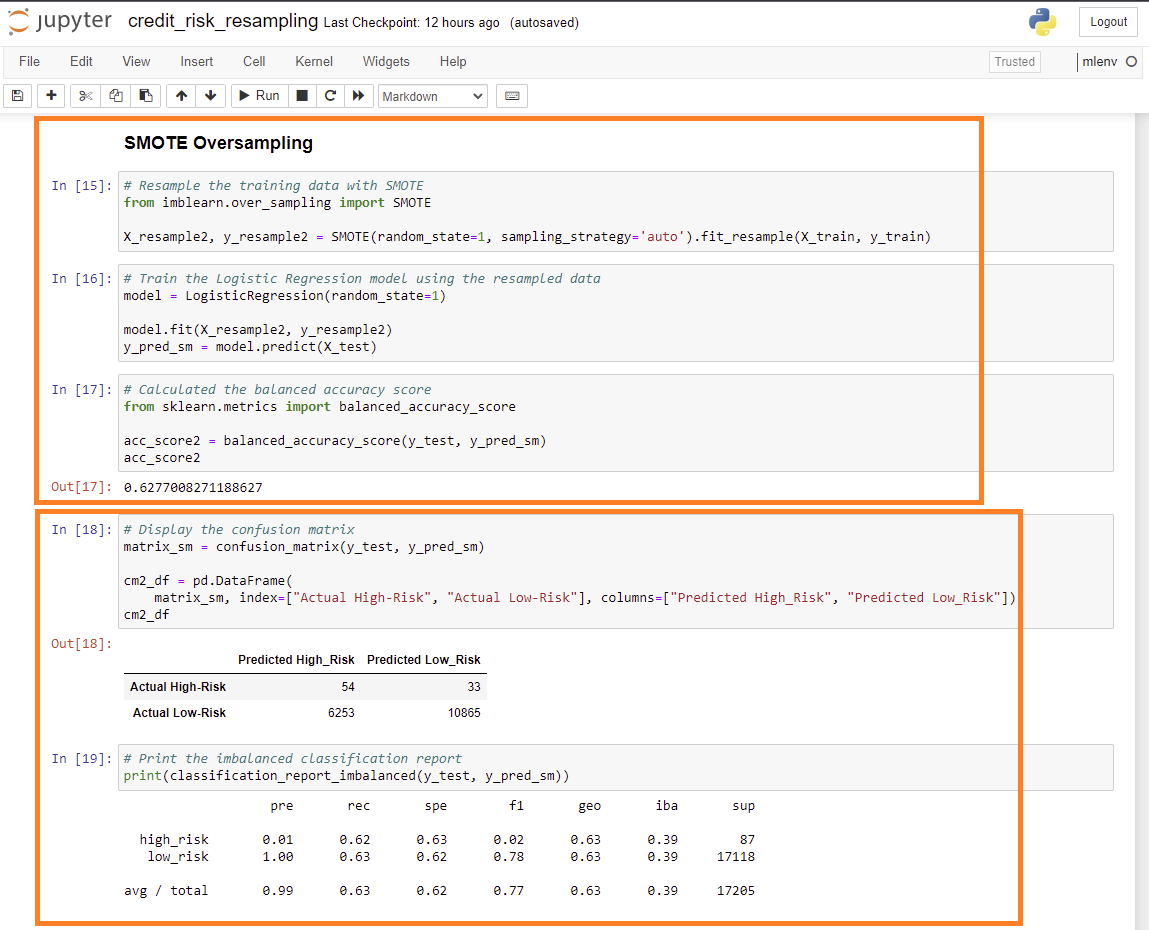 jupyter credit_risk_resampling Last Checkpoint: 12 hours ago (autosaved) Logout
File Edit View Insert Cell Kernel Widgets Help Trusted mlenv
Run Markdown
SMOTE Oversampling
In [15]: # Resample the training data with SMOTE
from imblearn.over_sampling import SMOTE
X_resample2, y_resample2 = SMOTE(random_state=1, sampling_strategy='auto').fit_resample(X_train, y_train)
In [16]: # Train the Logistic Regression model using the resampled data
model = LogisticRegression(random_state=1)
model.fit(X_resample2, y_resample2)
y_pred_sm = model.predict(X_test)
In [17]: # Calculated the balanced accuracy score
from sklearn.metrics import balanced_accuracy_score
acc_score2 = balanced_accuracy_score(y_test, y_pred_sm)
acc_score2
Out[17]: 0.6277008271188627
In [18]: # Display the confusion matrix
matrix_sm = confusion_matrix(y_test, y_pred_sm)
cm2_df = pd.DataFrame(
matrix_sm, index=["Actual High-Risk", "Actual Low-Risk"], columns=["Predicted High_Risk", "Predicted Low_Risk"])
cm2_df
Out[18]:
Predicted High_Risk Predicted Low_Risk
Actual High-Risk 54 33
Actual Low-Risk 6253 10865
In [19]: # Print the imbalanced classification report
print(classification_report_imbalanced(y_test, y_pred_sm))
pre rec spe f1 geo iba sup
high_risk 0.01 0.62 0.63 0.02 0.63 0.39 87
low_risk 1.00 0.63 0.62 0.78 0.63 0.39 17118
avg / total 0.99 0.63 0.62 0.77 0.63 0.39 17205